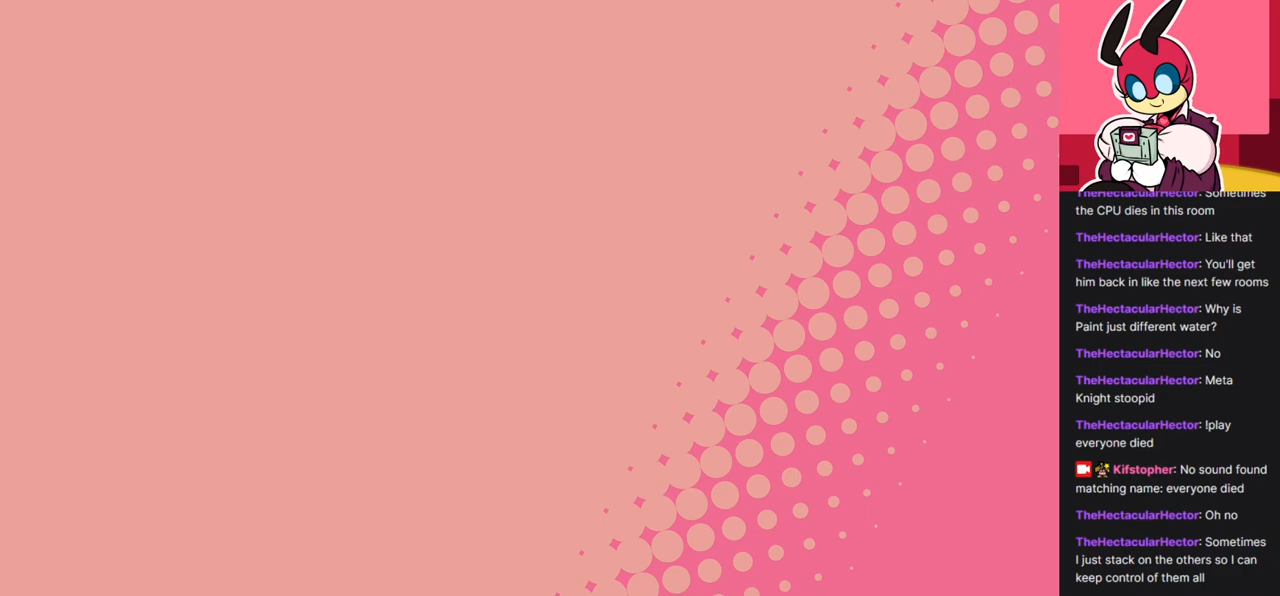 TheHectacularHector: Sometimes
the CPU dies in this room
TheHectacularHector: Like that
TheHectacularHector: You'll get
him back in like the next few rooms
TheHectacularHector: Why is
Paint just different water?
TheHectacularHector: No
TheHectacularHector: Meta
Knight stoopid
TheHectacularHector: !play
everyone died
Kifstopher: No sound found
matching name: everyone died
TheHectacularHector: Oh no
TheHectacularHector: Sometimes
I just stack on the others so I can
keep control of them all